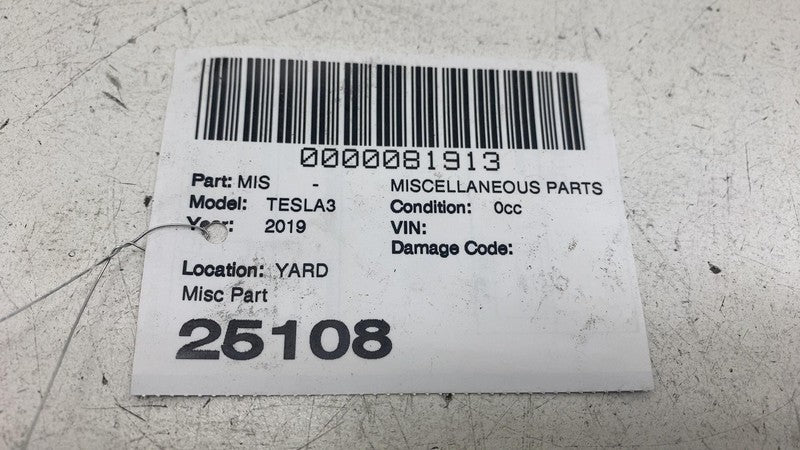 0000081913
Part: MIS - MISCELLANEOUS PARTS
Model: TESLA3 Condition: 0cc
Year: 2019 VIN:
Damage Code:
Location: YARD
Misc Part
25108